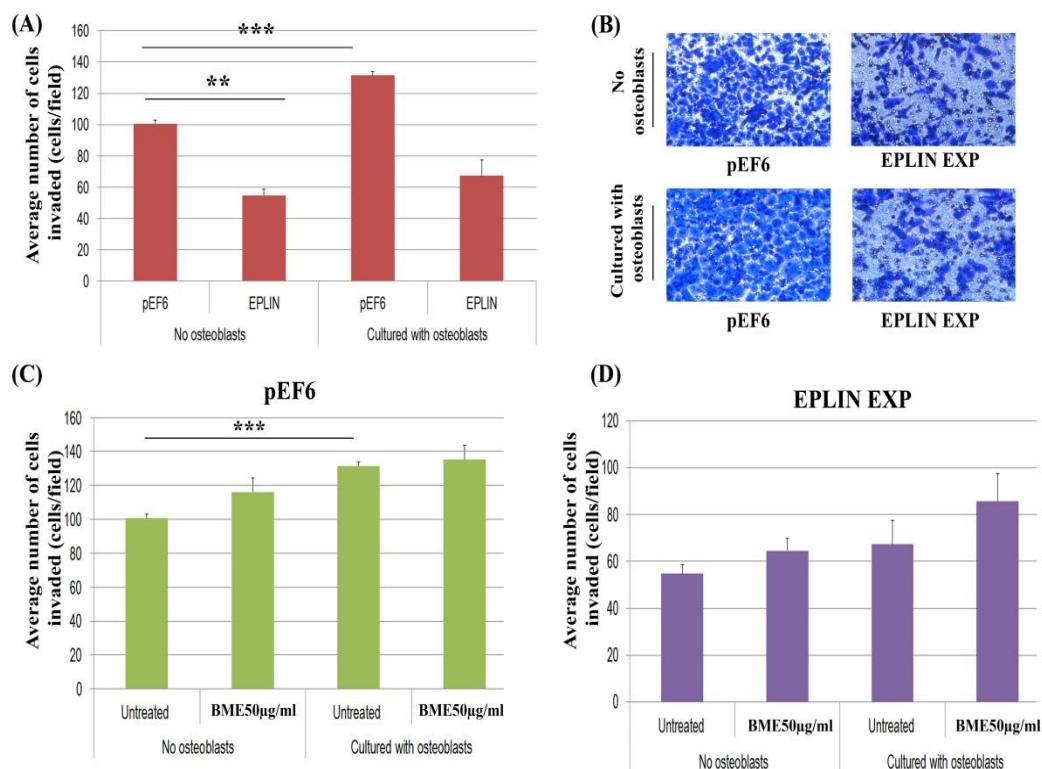 (A)
Average number of cells
invaded (cells/field)
160
140
120
100
80
60
40
20
0
***
**
pEF6
EPLIN
pEF6
EPLIN
No osteoblasts
Cultured with osteoblasts
(B)
No
osteoblasts
pEF6
EPLIN EXP
Cultured with
osteoblasts
pEF6
EPLIN EXP
(C)
pEF6
Average number of cells
invaded (cells/field)
160
140
120
100
80
60
40
20
0
***
Untreated
BME50µg/ml
Untreated
BME50µg/ml
No osteoblasts
Cultured with osteoblasts
(D)
EPLIN EXP
Average number of cells
invaded (cells/field)
120
100
80
60
40
20
0
Untreated
BME50µg/ml
Untreated
BME50µg/ml
No osteoblasts
Cultured with osteoblasts